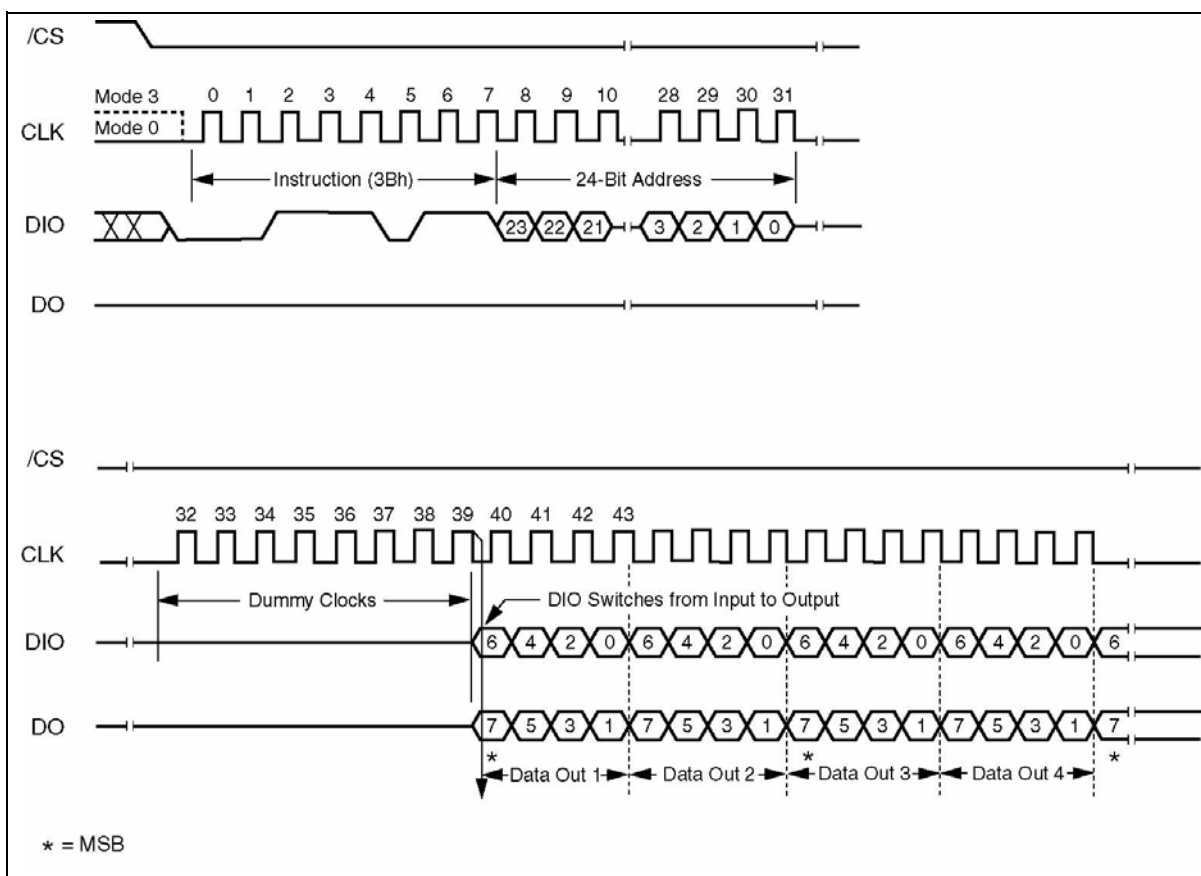 /CS
Mode 3 0 1 2 3 4 5 6 7 8 9 10 28 29 30 31
CLK Mode 0
Instruction (3Bh) 24-Bit Address
DIO 23 22 21 3 2 1 0
DO
/CS
32 33 34 35 36 37 38 39 40 41 42 43
CLK
Dummy Clocks DIO Switches from Input to Output
DIO 6 4 2 0 6 4 2 0 6 4 2 0 6 4 2 0 6
DO 7 5 3 1 7 5 3 1 7 5 3 1 7 5 3 1 7
* * *
Data Out 1 Data Out 2 Data Out 3 Data Out 4
* = MSB